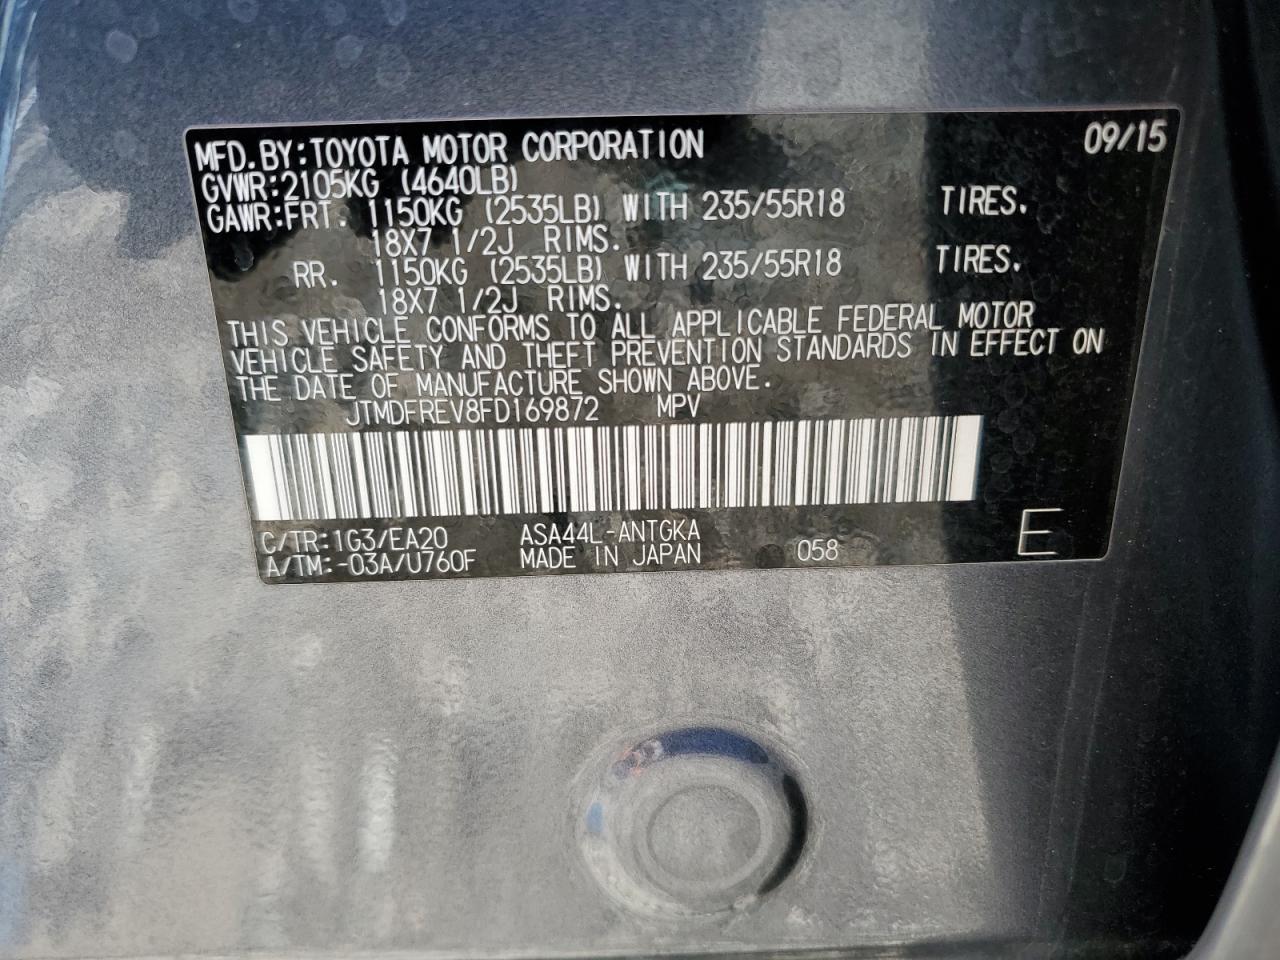 MFD.BY:TOYOTA MOTOR CORPORATION 09/15
GVWR:2105KG (4640LB)
GAWR:FRT. 1150KG (2535LB) WITH 235/55R18 TIRES.
18X7 1/2J RIMS.
RR. 1150KG (2535LB) WITH 235/55R18 TIRES.
18X7 1/2J RIMS.
THIS VEHICLE CONFORMS TO ALL APPLICABLE FEDERAL MOTOR
VEHICLE SAFETY AND THEFT PREVENTION STANDARDS IN EFFECT ON
THE DATE OF MANUFACTURE SHOWN ABOVE.
JTMDFREV8FD169872 MPV
C/TR:1G3/EA20 ASA44L-ANTGKA
A/TM:-03A/U760F MADE IN JAPAN 058 E